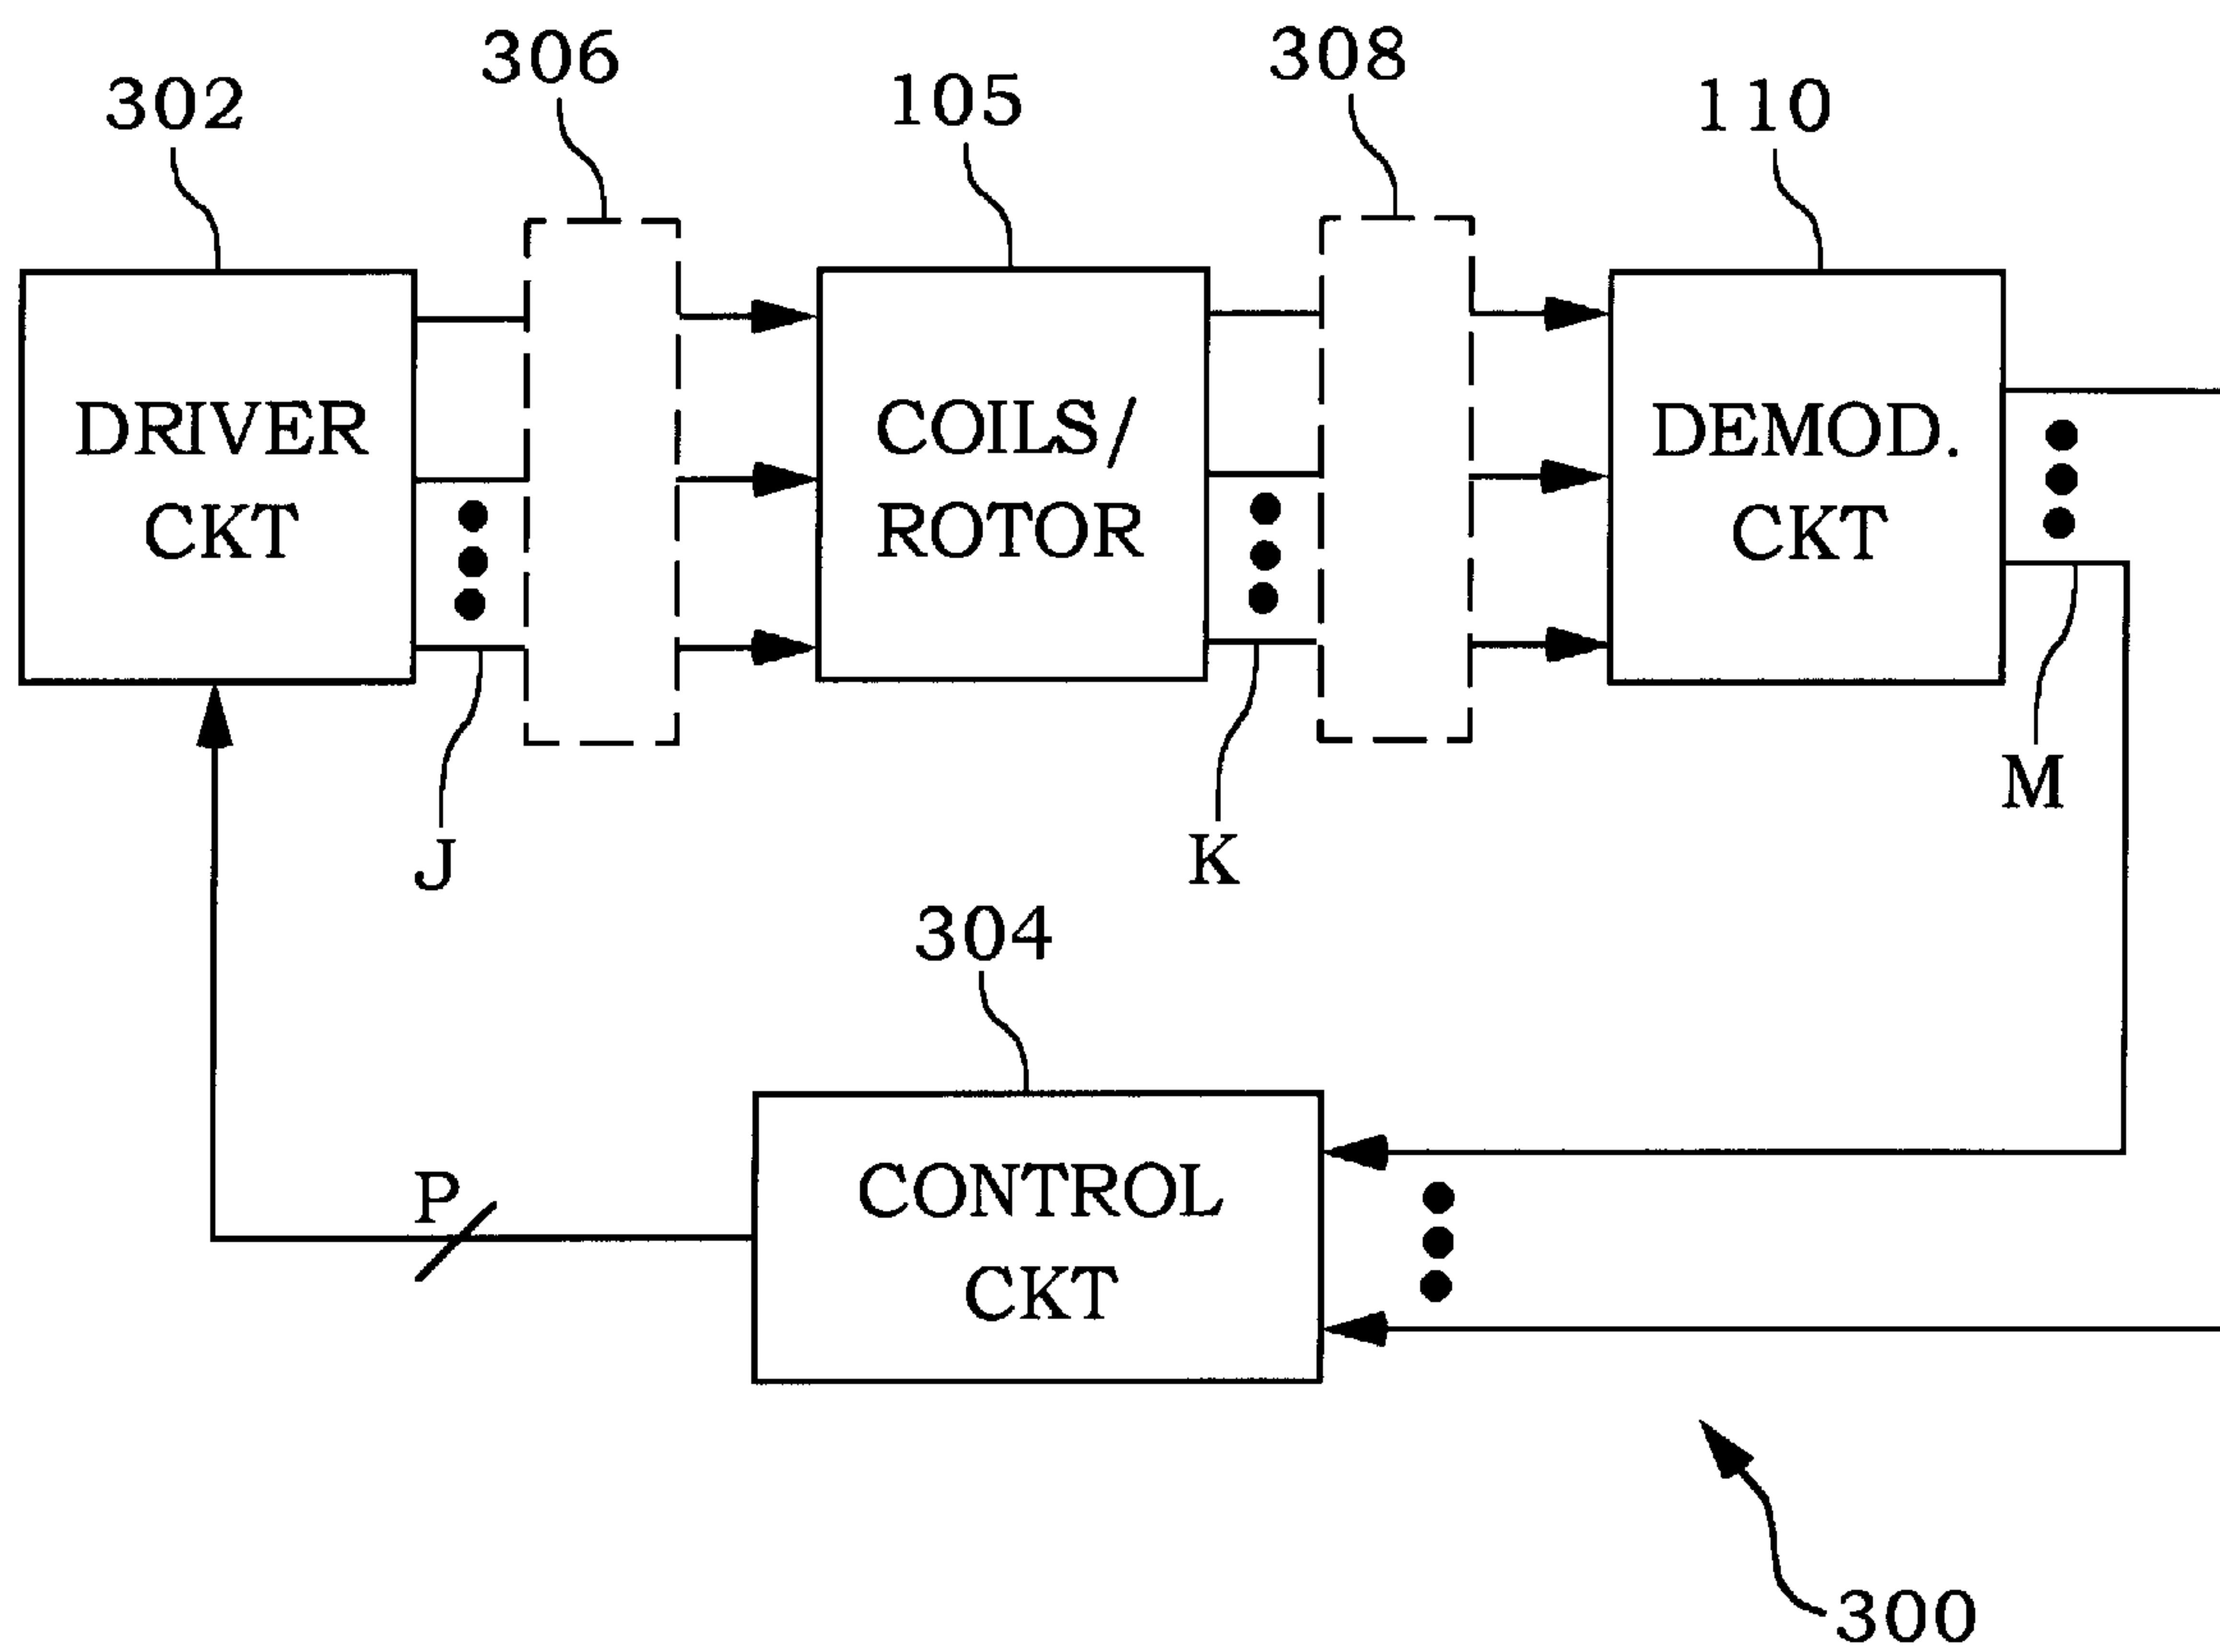 306
308
302
105
110
DRIVER
CKT
COILS/
ROTOR
DEMOD.
CKT
J
K
M
304
P
CONTROL
CKT
300